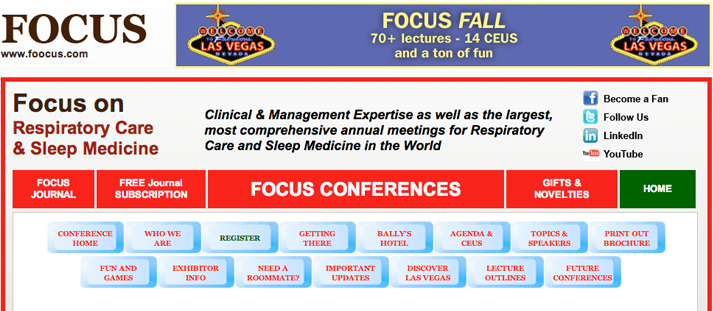 FOCUS
www.foocus.com
WELCOME
TO Fabulous
LAS VEGAS
NEVADA
FOCUS FALL
70+ lectures - 14 CEUS
and a ton of fun
WELCOME
TO Fabulous
LAS VEGAS
NEVADA
Focus on
Respiratory Care
& Sleep Medicine
Clinical & Management Expertise as well as the largest,
most comprehensive annual meetings for Respiratory
Care and Sleep Medicine in the World
Become a Fan
Follow Us
LinkedIn
YouTube
FOCUS
JOURNAL
FREE Journal
SUBSCRIPTION
FOCUS CONFERENCES
GIFTS &
NOVELTIES
HOME
CONFERENCE
HOME
WHO WE
ARE
REGISTER
GETTING
THERE
BALLY'S
HOTEL
AGENDA &
CEUS
TOPICS &
SPEAKERS
PRINT OUT
BROCHURE
FUN AND
GAMES
EXHIBITOR
INFO
NEED A
ROOMMATE?
IMPORTANT
UPDATES
DISCOVER
LAS VEGAS
LECTURE
OUTLINES
FUTURE
CONFERENCES